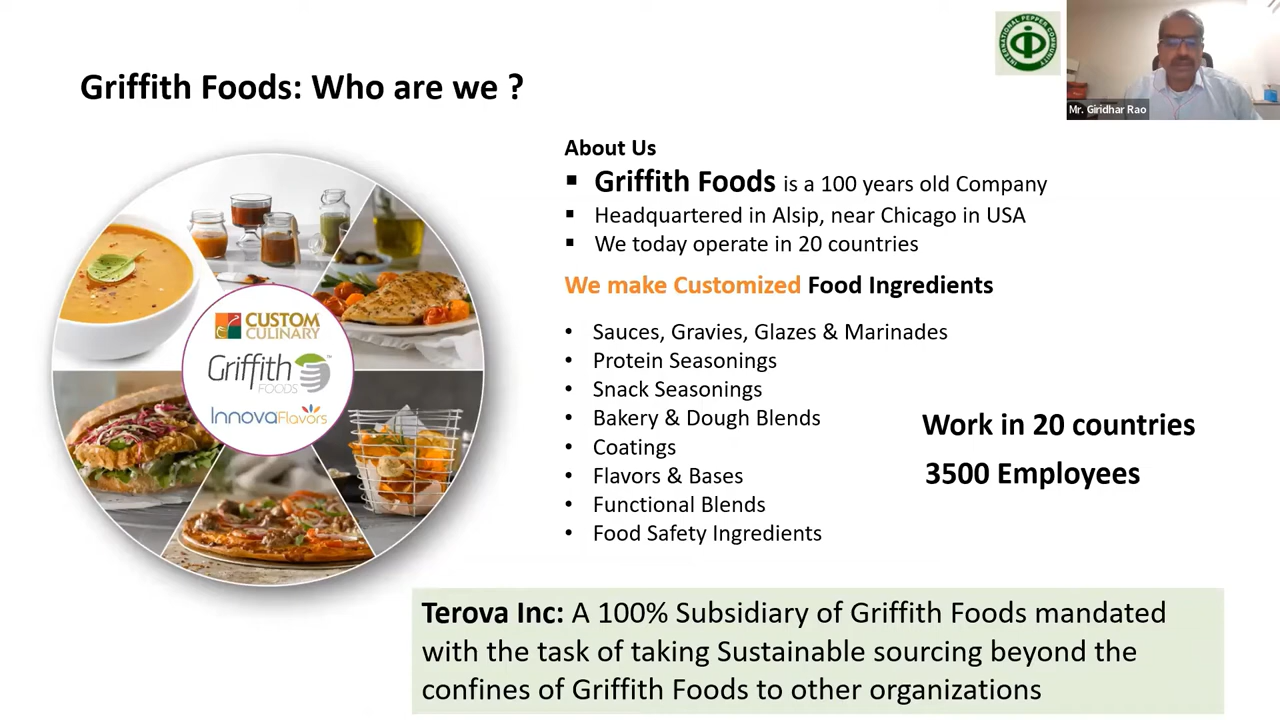 Griffith Foods: Who are we ?
INTERNATIONAL PEPPER COMMUNITY
Mr. Giridhar Rao
CUSTOM
CULINARY
Griffith
FOODS
™
InnovaFlavors
About Us
▪ Griffith Foods is a 100 years old Company
▪ Headquartered in Alsip, near Chicago in USA
▪ We today operate in 20 countries
We make Customized Food Ingredients
• Sauces, Gravies, Glazes & Marinades
• Protein Seasonings
• Snack Seasonings
• Bakery & Dough Blends
• Coatings
• Flavors & Bases
• Functional Blends
• Food Safety Ingredients
Work in 20 countries
3500 Employees
Terova Inc: A 100% Subsidiary of Griffith Foods mandated
with the task of taking Sustainable sourcing beyond the
confines of Griffith Foods to other organizations